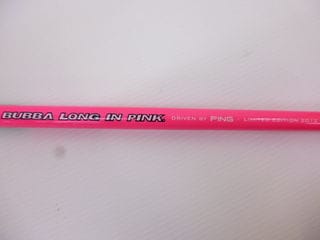 BUBBA LONG IN PINK. DRIVEN BY PING - LIMITED EDITION 2012